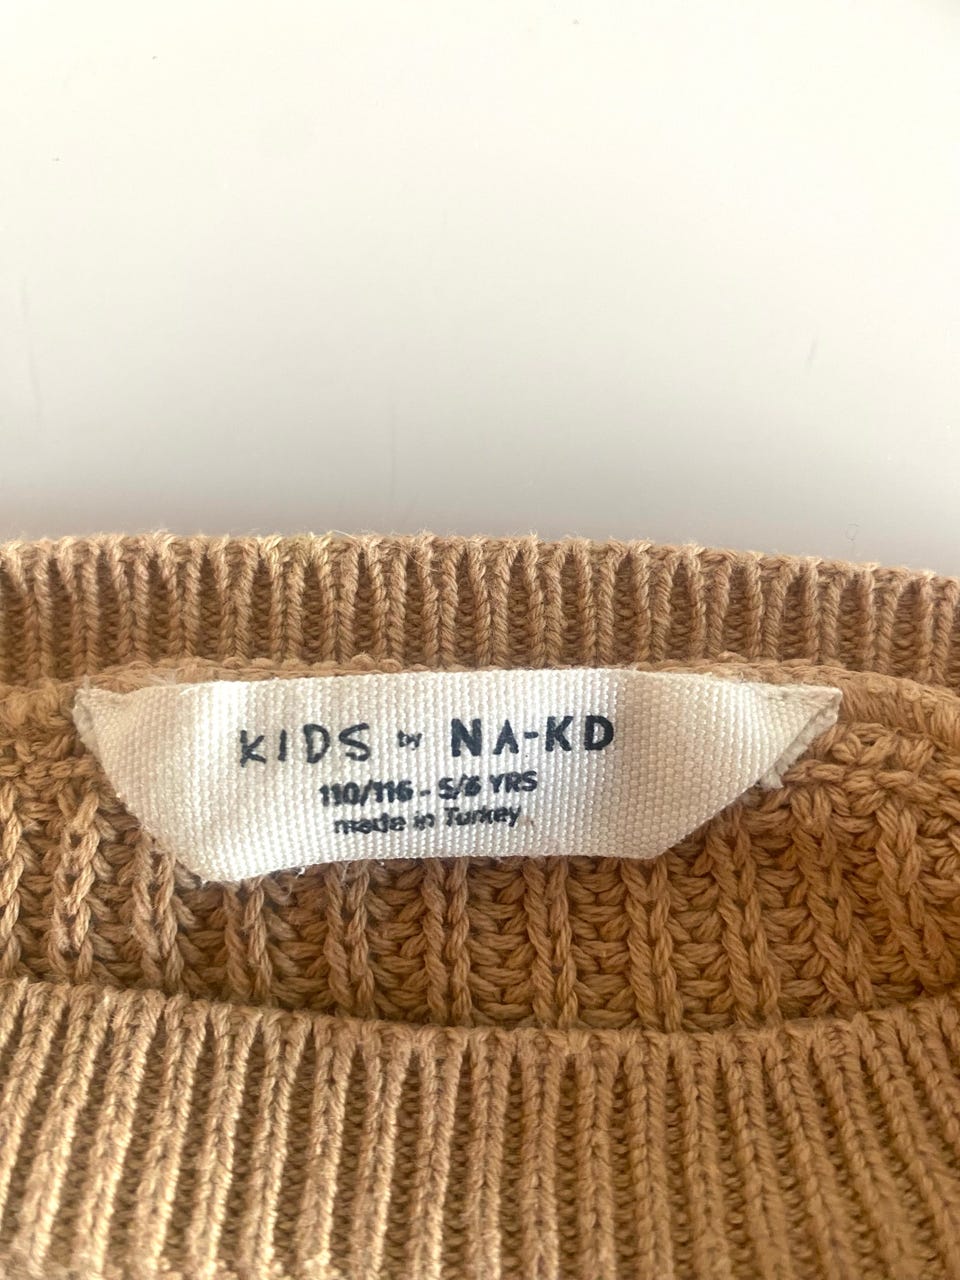 KIDS by NA-KD
110/116 - 5/6 YRS
made in Turkey